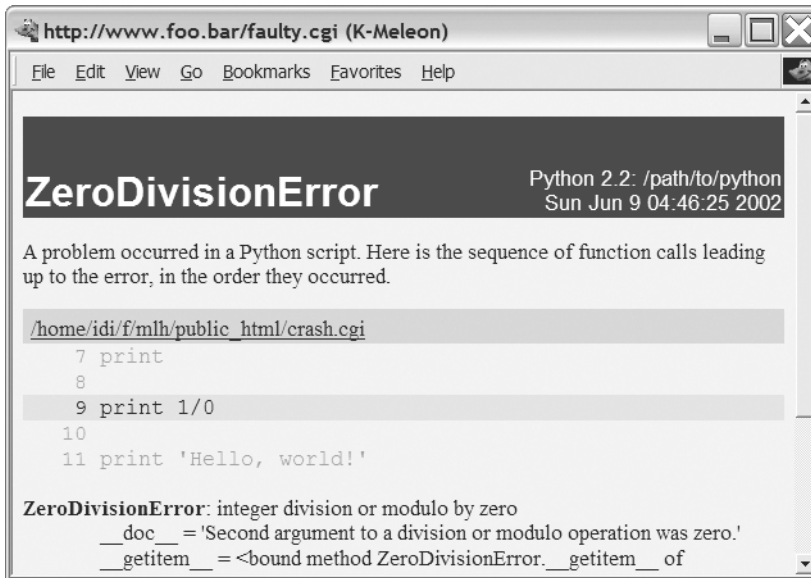 http://www.foo.bar/faulty.cgi (K-Meleon)
File Edit View Go Bookmarks Favorites Help
ZeroDivisionError
Python 2.2: /path/to/python
Sun Jun 9 04:46:25 2002
A problem occurred in a Python script. Here is the sequence of function calls leading
up to the error, in the order they occurred.
/home/idi/f/mlh/public_html/crash.cgi
7 print
8
9 print 1/0
10
11 print 'Hello, world!'
ZeroDivisionError: integer division or modulo by zero
__doc__ = 'Second argument to a division or modulo operation was zero.'
__getitem__ = <bound method ZeroDivisionError.__getitem__ of